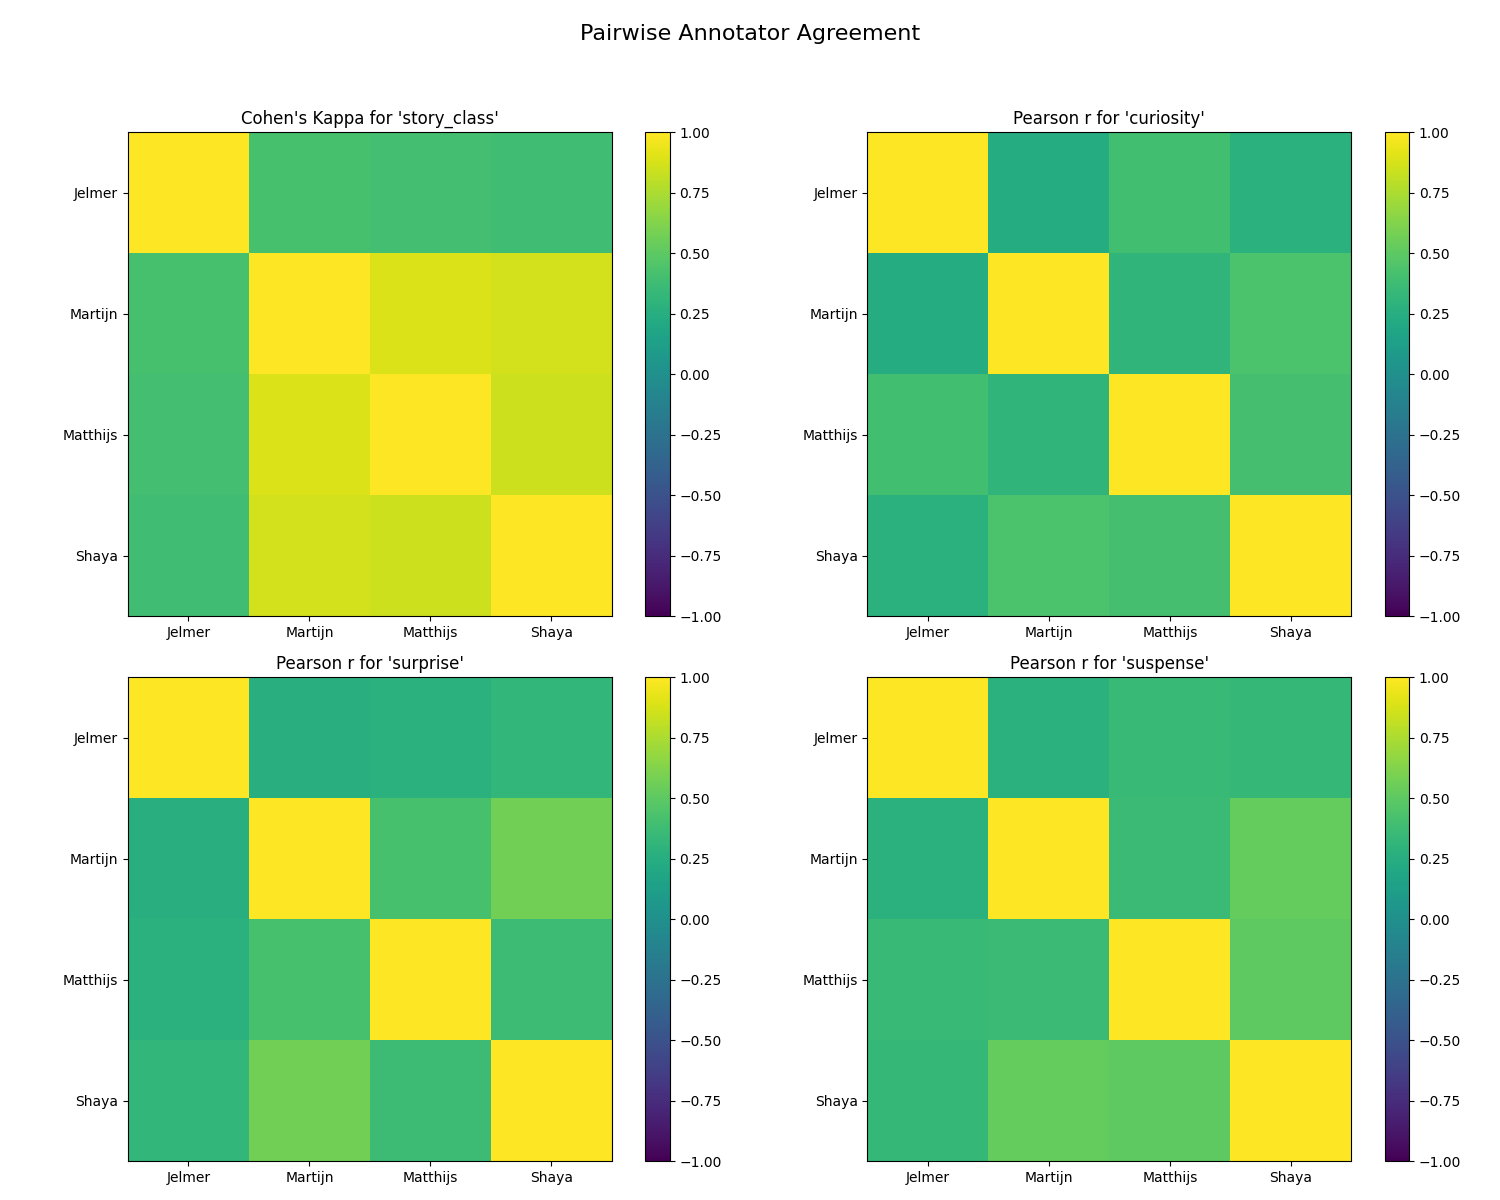 Pairwise Annotator Agreement
Cohen's Kappa for 'story_class'
Jelmer
Martijn
Matthijs
Shaya
Jelmer Martijn Matthijs Shaya
1.00
0.75
0.50
0.25
0.00
−0.25
−0.50
−0.75
−1.00
Pearson r for 'curiosity'
Jelmer
Martijn
Matthijs
Shaya
Jelmer Martijn Matthijs Shaya
1.00
0.75
0.50
0.25
0.00
−0.25
−0.50
−0.75
−1.00
Pearson r for 'surprise'
Jelmer
Martijn
Matthijs
Shaya
Jelmer Martijn Matthijs Shaya
1.00
0.75
0.50
0.25
0.00
−0.25
−0.50
−0.75
−1.00
Pearson r for 'suspense'
Jelmer
Martijn
Matthijs
Shaya
Jelmer Martijn Matthijs Shaya
1.00
0.75
0.50
0.25
0.00
−0.25
−0.50
−0.75
−1.00